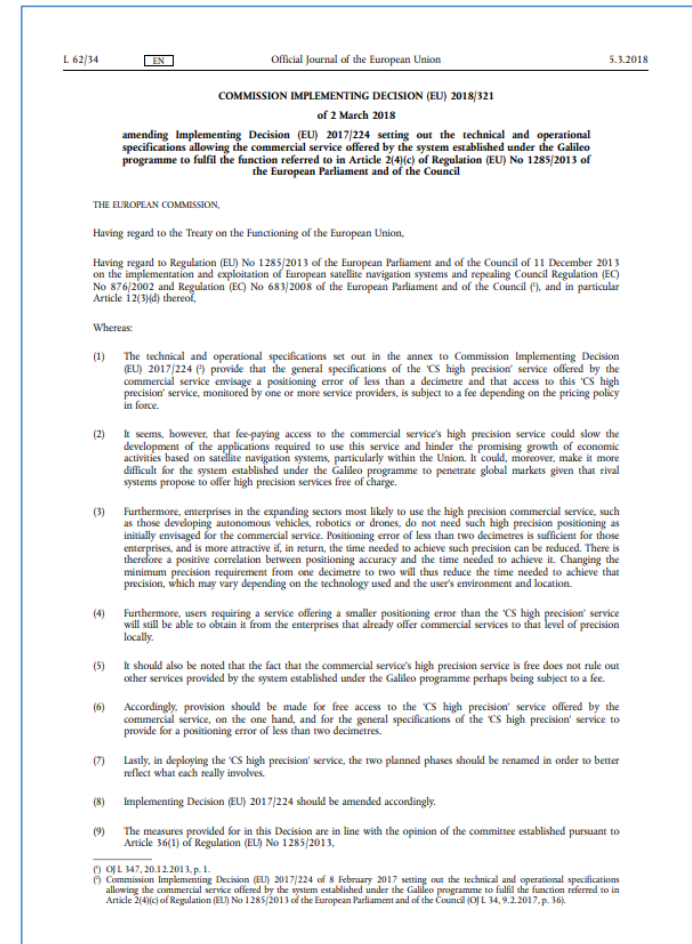 L 62/34 EN Official Journal of the European Union 5.3.2018
COMMISSION IMPLEMENTING DECISION (EU) 2018/321
of 2 March 2018
amending Implementing Decision (EU) 2017/224 setting out the technical and operational
specifications allowing the commercial service offered by the system established under the Galileo
programme to fulfil the function referred to in Article 2(4)(c) of Regulation (EU) No 1285/2013 of
the European Parliament and of the Council
THE EUROPEAN COMMISSION,
Having regard to the Treaty on the Functioning of the European Union,
Having regard to Regulation (EU) No 1285/2013 of the European Parliament and of the Council of 11 December 2013
on the implementation and exploitation of European satellite navigation systems and repealing Council Regulation (EC)
No 876/2002 and Regulation (EC) No 683/2008 of the European Parliament and of the Council (¹), and in particular
Article 12(3)(d) thereof,
Whereas:
(1) The technical and operational specifications set out in the annex to Commission Implementing Decision
(EU) 2017/224 (²) provide that the general specifications of the 'CS high precision' service offered by the
commercial service envisage a positioning error of less than a decimetre and that access to this 'CS high
precision' service, monitored by one or more service providers, is subject to a fee depending on the pricing policy
in force.
(2) It seems, however, that fee-paying access to the commercial service's high precision service could slow the
development of the applications required to use this service and hinder the promising growth of economic
activities based on satellite navigation systems, particularly within the Union. It could, moreover, make it more
difficult for the system established under the Galileo programme to penetrate global markets given that rival
systems propose to offer high precision services free of charge.
(3) Furthermore, enterprises in the expanding sectors most likely to use the high precision commercial service, such
as those developing autonomous vehicles, robotics or drones, do not need such high precision positioning as
initially envisaged for the commercial service. Positioning error of less than two decimetres is sufficient for those
enterprises, and is more attractive if, in return, the time needed to achieve such precision can be reduced. There is
therefore a positive correlation between positioning accuracy and the time needed to achieve it. Changing the
minimum precision requirement from one decimetre to two will thus reduce the time needed to achieve that
precision, which may vary depending on the technology used and the user's environment and location.
(4) Furthermore, users requiring a service offering a smaller positioning error than the 'CS high precision' service
will still be able to obtain it from the enterprises that already offer commercial services to that level of precision
locally.
(5) It should also be noted that the fact that the commercial service's high precision service is free does not rule out
other services provided by the system established under the Galileo programme perhaps being subject to a fee.
(6) Accordingly, provision should be made for free access to the 'CS high precision' service offered by the
commercial service, on the one hand, and for the general specifications of the 'CS high precision' service to
provide for a positioning error of less than two decimetres.
(7) Lastly, in deploying the 'CS high precision' service, the two planned phases should be renamed in order to better
reflect what each really involves.
(8) Implementing Decision (EU) 2017/224 should be amended accordingly.
(9) The measures provided for in this Decision are in line with the opinion of the committee established pursuant to
Article 36(1) of Regulation (EU) No 1285/2013,
(¹) OJ L 347, 20.12.2013, p. 1.
(²) Commission Implementing Decision (EU) 2017/224 of 8 February 2017 setting out the technical and operational specifications
allowing the commercial service offered by the system established under the Galileo programme to fulfil the function referred to in
Article 2(4)(c) of Regulation (EU) No 1285/2013 of the European Parliament and of the Council (OJ L 34, 9.2.2017, p. 36).